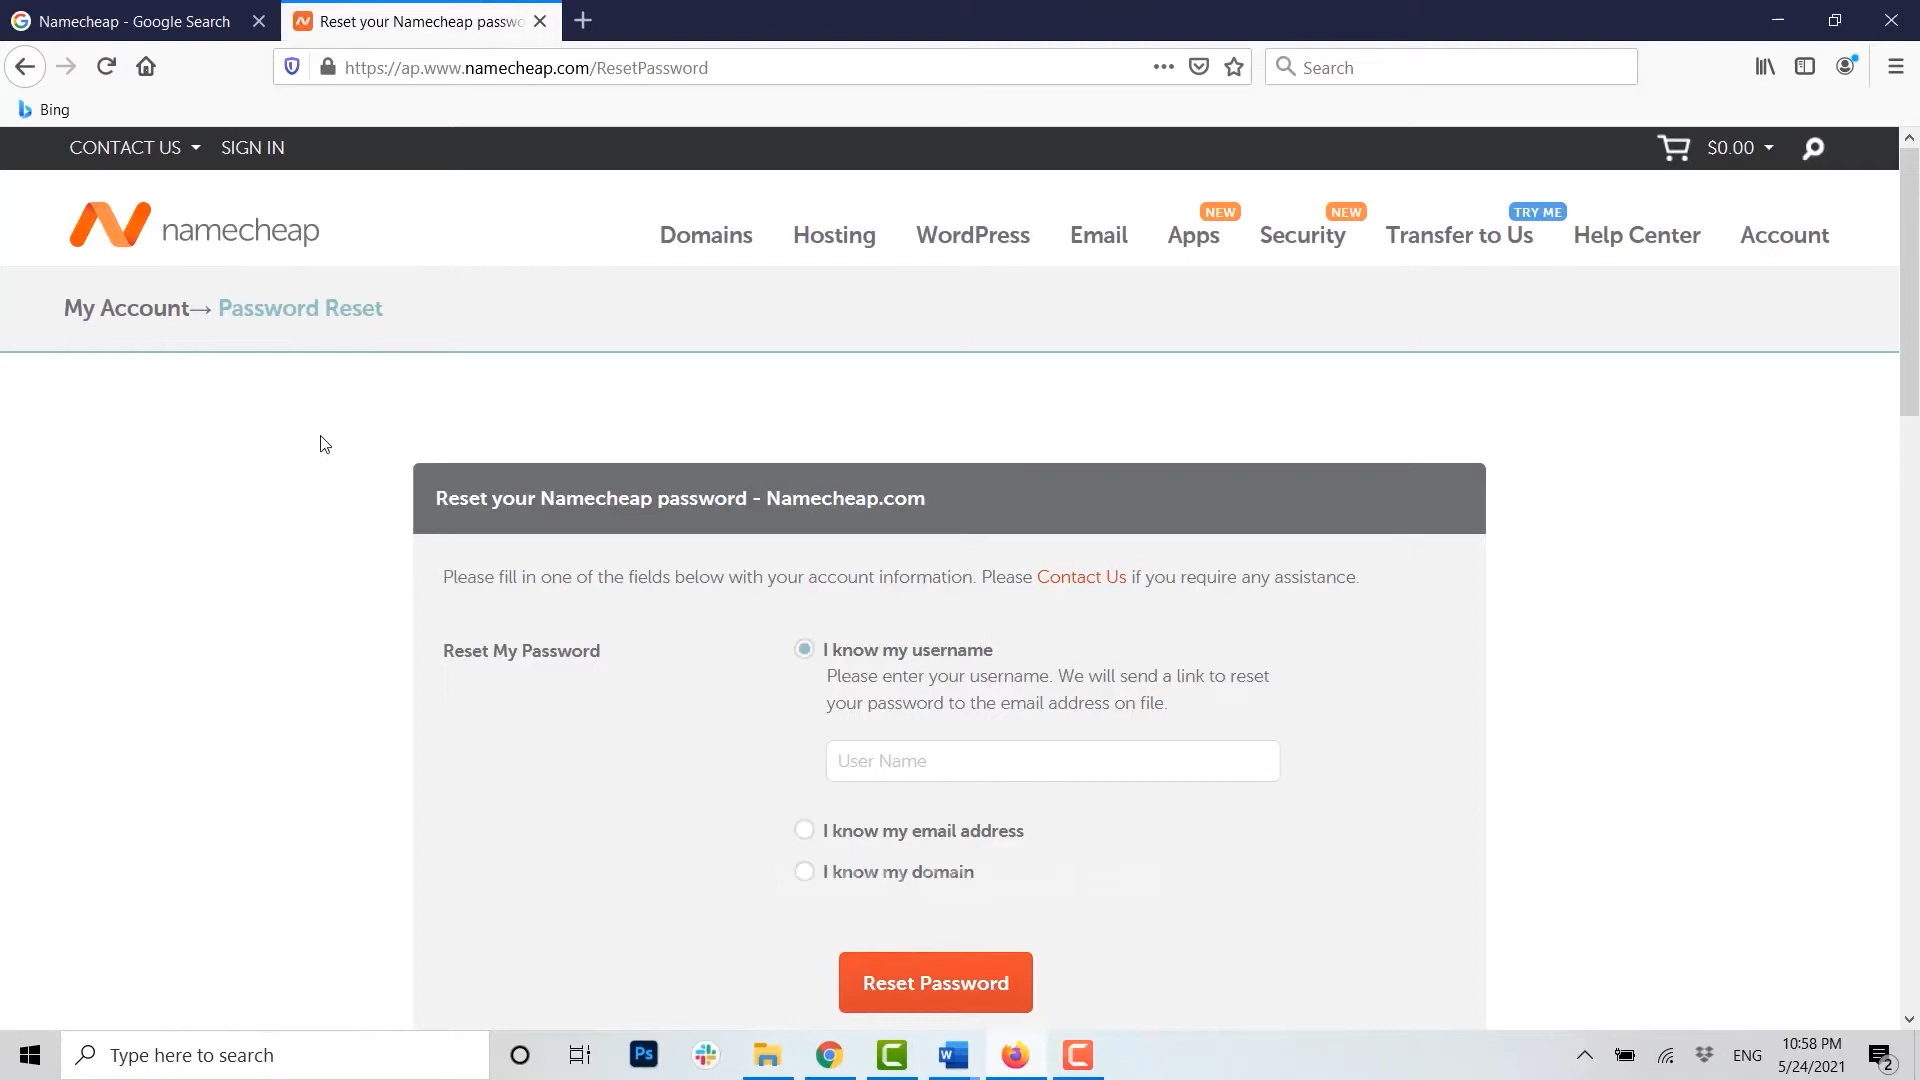 Namecheap - Google Search
Reset your Namecheap passwo
https://ap.www.namecheap.com/ResetPassword
Search
Bing
CONTACT US
SIGN IN
$0.00
namecheap
Domains
Hosting
WordPress
Email
Apps
NEW
Security
NEW
Transfer to Us
TRY ME
Help Center
Account
My Account→ Password Reset
Reset your Namecheap password - Namecheap.com
Please fill in one of the fields below with your account information. Please Contact Us if you require any assistance.
Reset My Password
I know my username
Please enter your username. We will send a link to reset
your password to the email address on file.
User Name
I know my email address
I know my domain
Reset Password
Type here to search
Ps
W
ENG
10:58 PM
5/24/2021
2